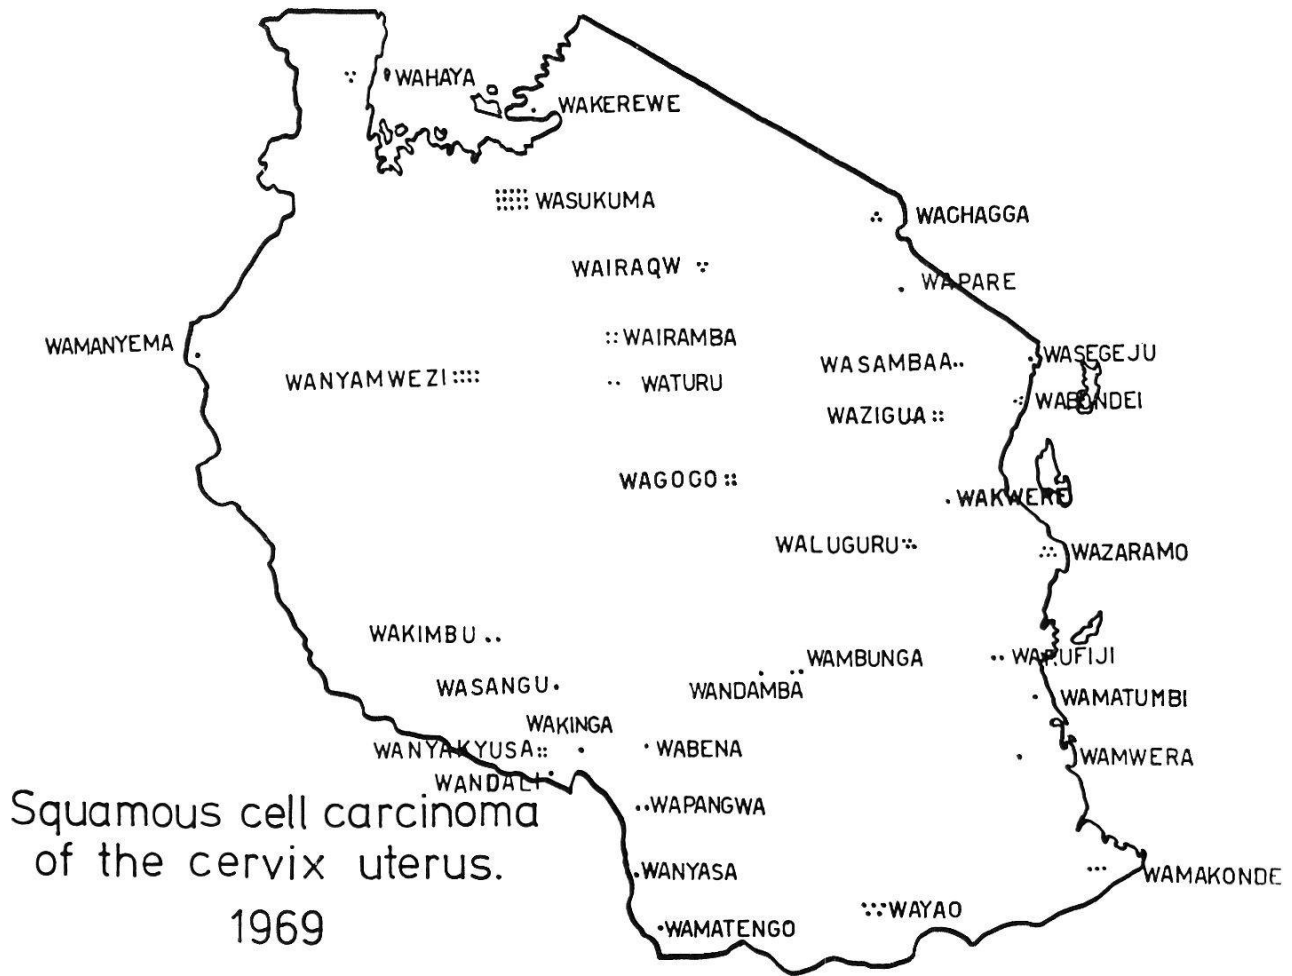 WAHAYA
WAKEREWE
WASUKUMA
WACHAGGA
WAIRAQW
WAPARE
WAMANYEMA
WAIRAMBA
WASAMBAA
WASEGEJU
WANYAMWEZI
WATURU
WABONDEI
WAZIGUA
WAGOGO
WAKWERE
WALUGURU
WAZARAMO
WAKIMBU
WAMBUNGA
WARUFIJI
WASANGU
WANDAMBA
WAMATUMBI
WAKINGA
WANYAKYUSA
WABENA
WAMWERA
WANDALI
WAPANGWA
WANYASA
WAMAKONDE
WAYAO
WAMATENGO
Squamous cell carcinoma
of the cervix uterus.
1969